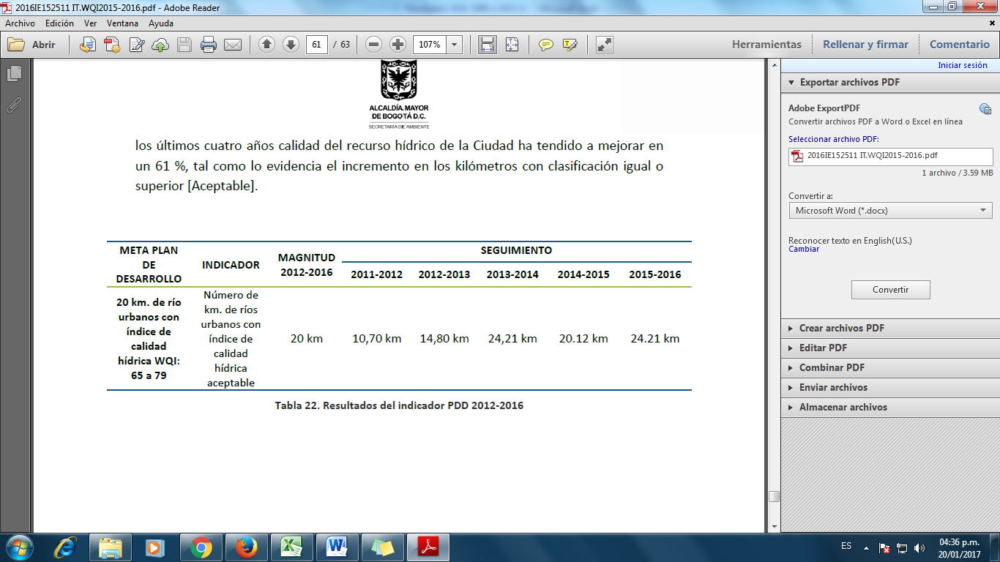 2016IE152511 IT.WQI2015-2016.pdf - Adobe Reader
Archivo Edición Ver Ventana Ayuda
Abrir 61 / 63 107% Herramientas Rellenar y firmar Comentario
ALCALDÍA MAYOR
DE BOGOTÁ D.C.
SECRETARÍA DE AMBIENTE
los últimos cuatro años calidad del recurso hídrico de la Ciudad ha tendido a mejorar en
un 61 %, tal como lo evidencia el incremento en los kilómetros con clasificación igual o
superior [Aceptable].
META PLAN
DE
DESARROLLO
INDICADOR
MAGNITUD
2012-2016
SEGUIMIENTO
2011-2012 2012-2013 2013-2014 2014-2015 2015-2016
20 km. de río
urbanos con
índice de
calidad
hídrica WQI:
65 a 79
Número de
km. de ríos
urbanos con
índice de
calidad
hídrica
aceptable
20 km 10,70 km 14,80 km 24,21 km 20.12 km 24.21 km
Tabla 22. Resultados del indicador PDD 2012-2016
Iniciar sesión
Exportar archivos PDF
Adobe ExportPDF
Convertir archivos PDF a Word o Excel en línea
Seleccionar archivo PDF:
2016IE152511 IT.WQI2015-2016.pdf
1 archivo / 3.59 MB
Convertir a:
Microsoft Word (*.docx)
Reconocer texto en English(U.S.)
Cambiar
Convertir
Crear archivos PDF
Editar PDF
Combinar PDF
Enviar archivos
Almacenar archivos
ES
04:36 p.m.
20/01/2017